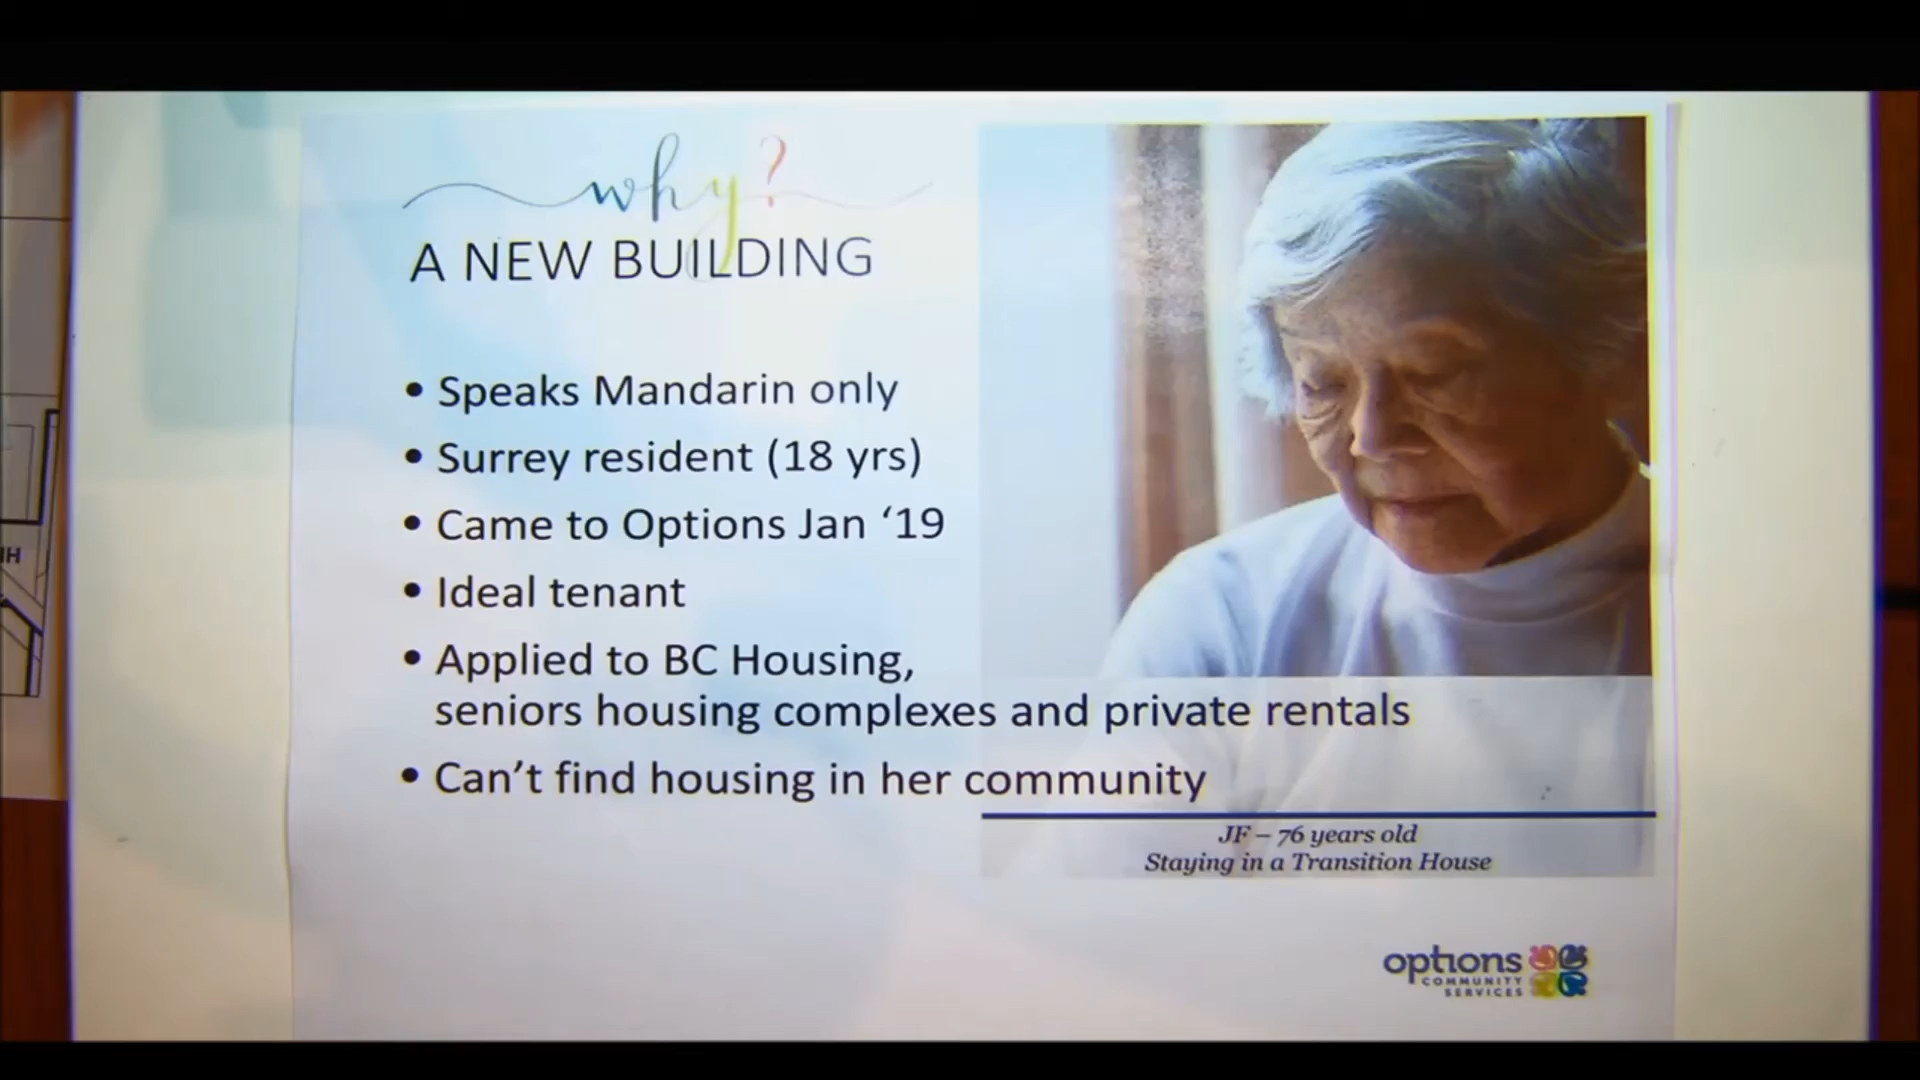 why?
A NEW BUILDING
• Speaks Mandarin only
• Surrey resident (18 yrs)
• Came to Options Jan ‘19
• Ideal tenant
• Applied to BC Housing,
seniors housing complexes and private rentals
• Can’t find housing in her community
JF – 76 years old
Staying in a Transition House
options
COMMUNITY
SERVICES